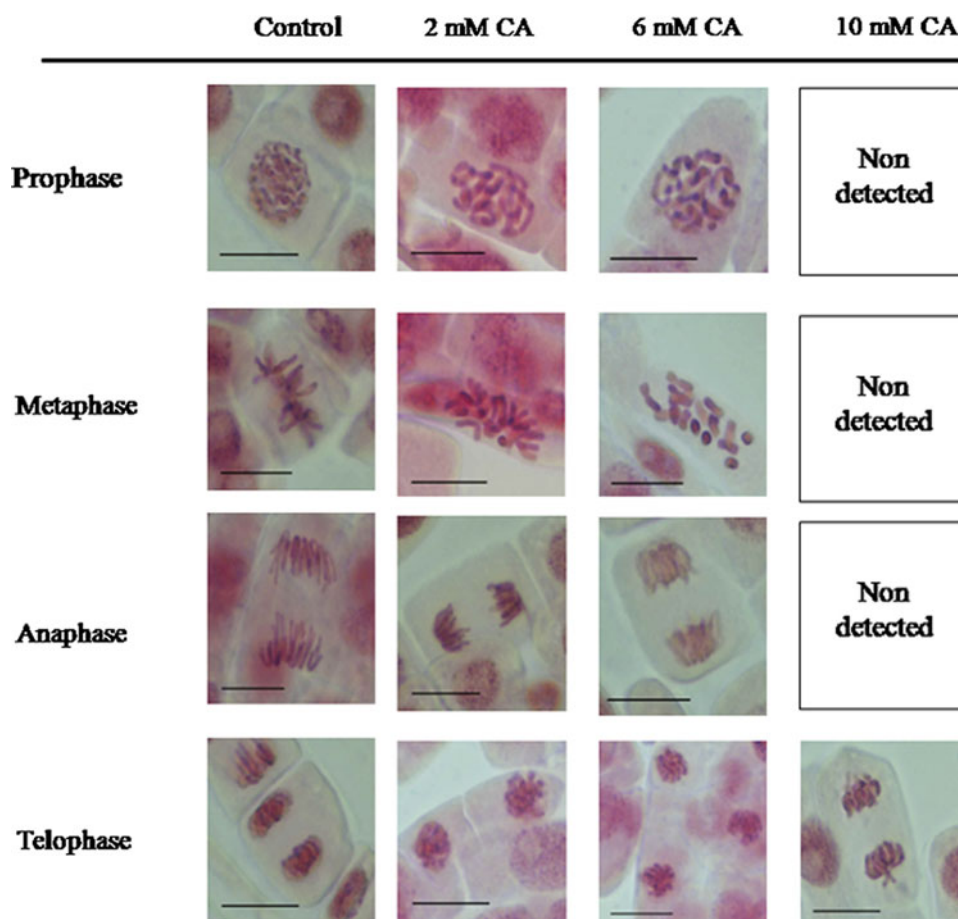 Control 2 mM CA 6 mM CA 10 mM CA
Prophase
Non
detected
Metaphase
Non
detected
Anaphase
Non
detected
Telophase